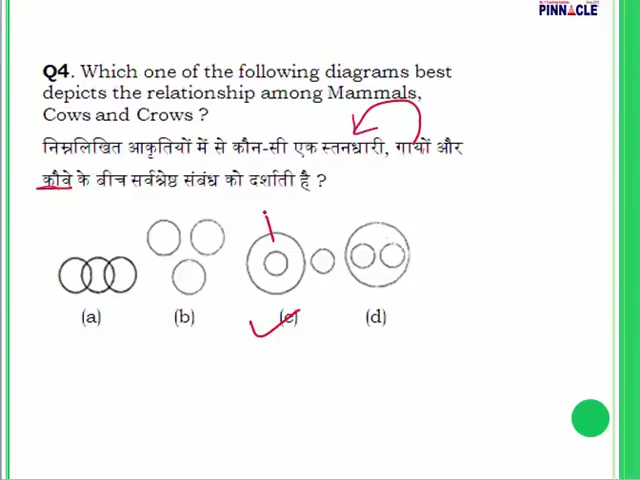 PINNACLE
Q4. Which one of the following diagrams best
depicts the relationship among Mammals,
Cows and Crows ?
निम्नलिखित आकृतियों में से कौन-सी एक स्तनधारी, गायों और
कौवे के बीच सर्वश्रेष्ठ संबंध को दर्शाती है ?
(a) (b) (c) (d)